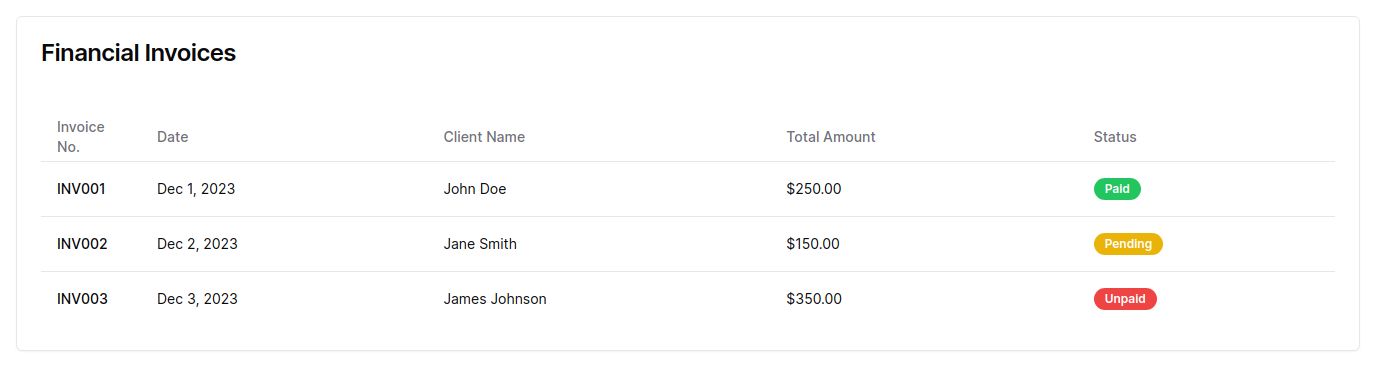 Financial Invoices
Invoice
No.
Date
Client Name
Total Amount
Status
INV001 Dec 1, 2023 John Doe $250.00 Paid
INV002 Dec 2, 2023 Jane Smith $150.00 Pending
INV003 Dec 3, 2023 James Johnson $350.00 Unpaid